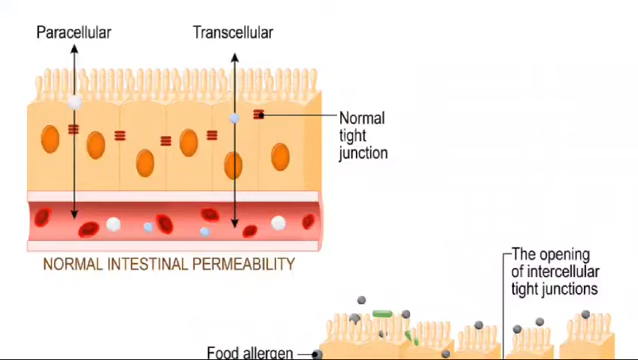 Paracellular
Transcellular
Normal
tight
junction
NORMAL INTESTINAL PERMEABILITY
The opening
of intercellular
tight junctions
Food allergen